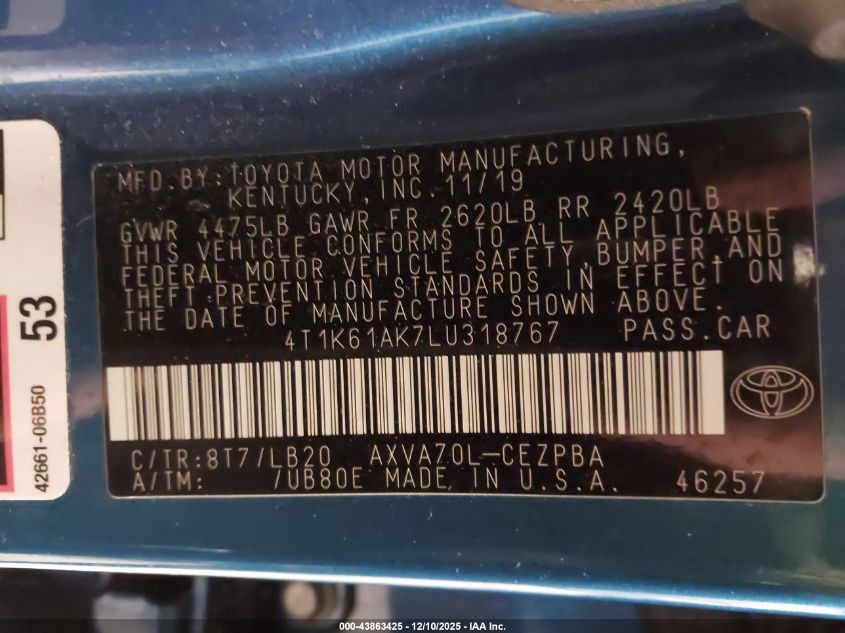 MFD.BY:TOYOTA MOTOR MANUFACTURING,
KENTUCKY,INC.11/19
GVWR 4475LB GAWR FR 2620LB RR 2420LB
THIS VEHICLE CONFORMS TO ALL APPLICABLE
FEDERAL MOTOR VEHICLE SAFETY,BUMPER,AND
THEFT PREVENTION STANDARDS IN EFFECT ON
THE DATE OF MANUFACTURE SHOWN ABOVE.
4T1K61AK7LU318767 PASS.CAR
C/TR:8T7/LB20 AXVA70L-CEZPBA
A/TM: /UB80E MADE IN U.S.A. 46257
53
42661-06B50
000-43863425 - 12/10/2025 - IAA Inc.